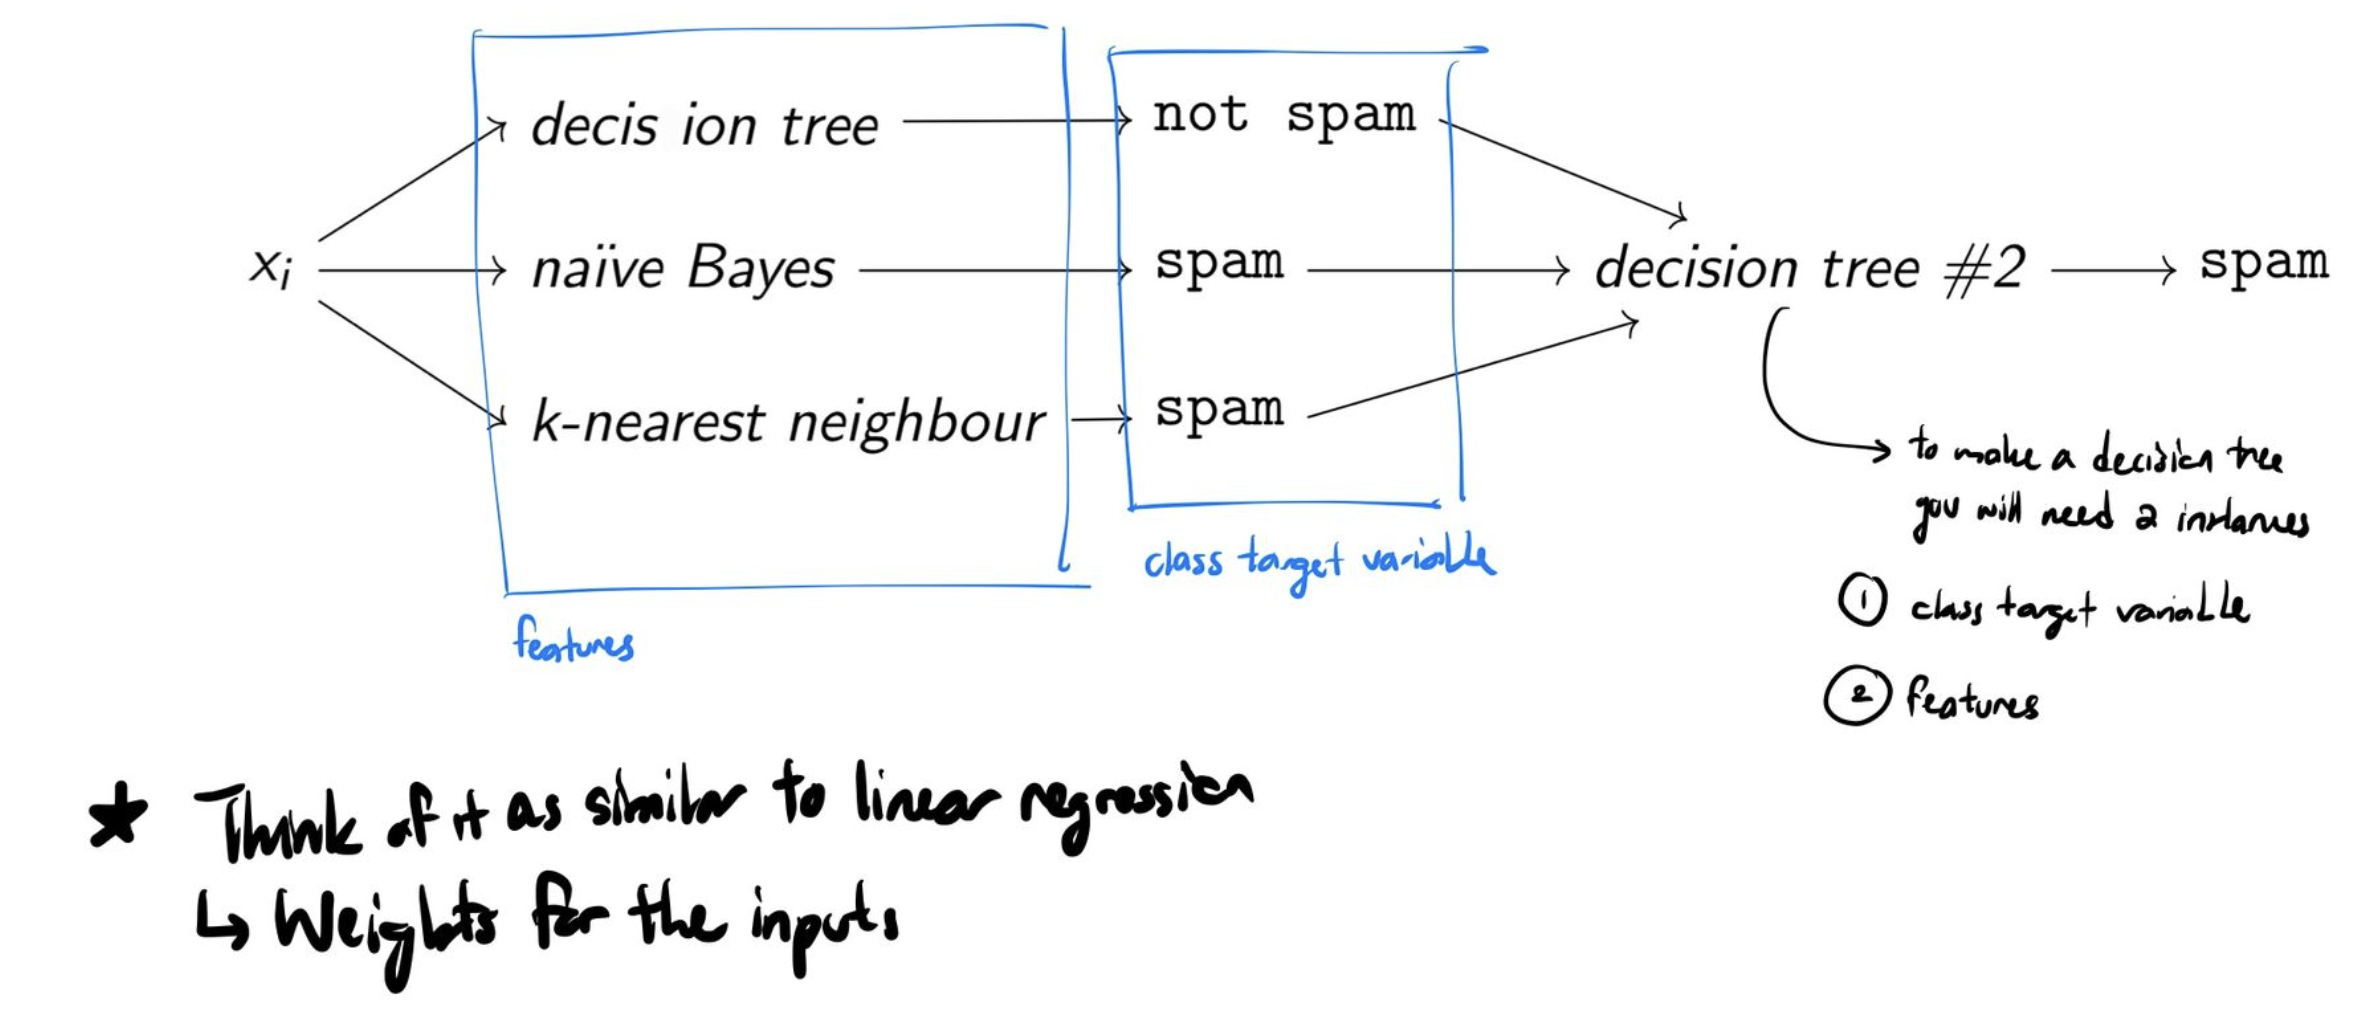 decis ion tree
not spam
xᵢ
naïve Bayes
spam
decision tree #2
spam
k-nearest neighbour
spam
to make a decision tree
you will need 2 instances
class target variable
1 class target variable
features
2 features
★ Think of it as similar to linear regression
↳ Weights for the inputs